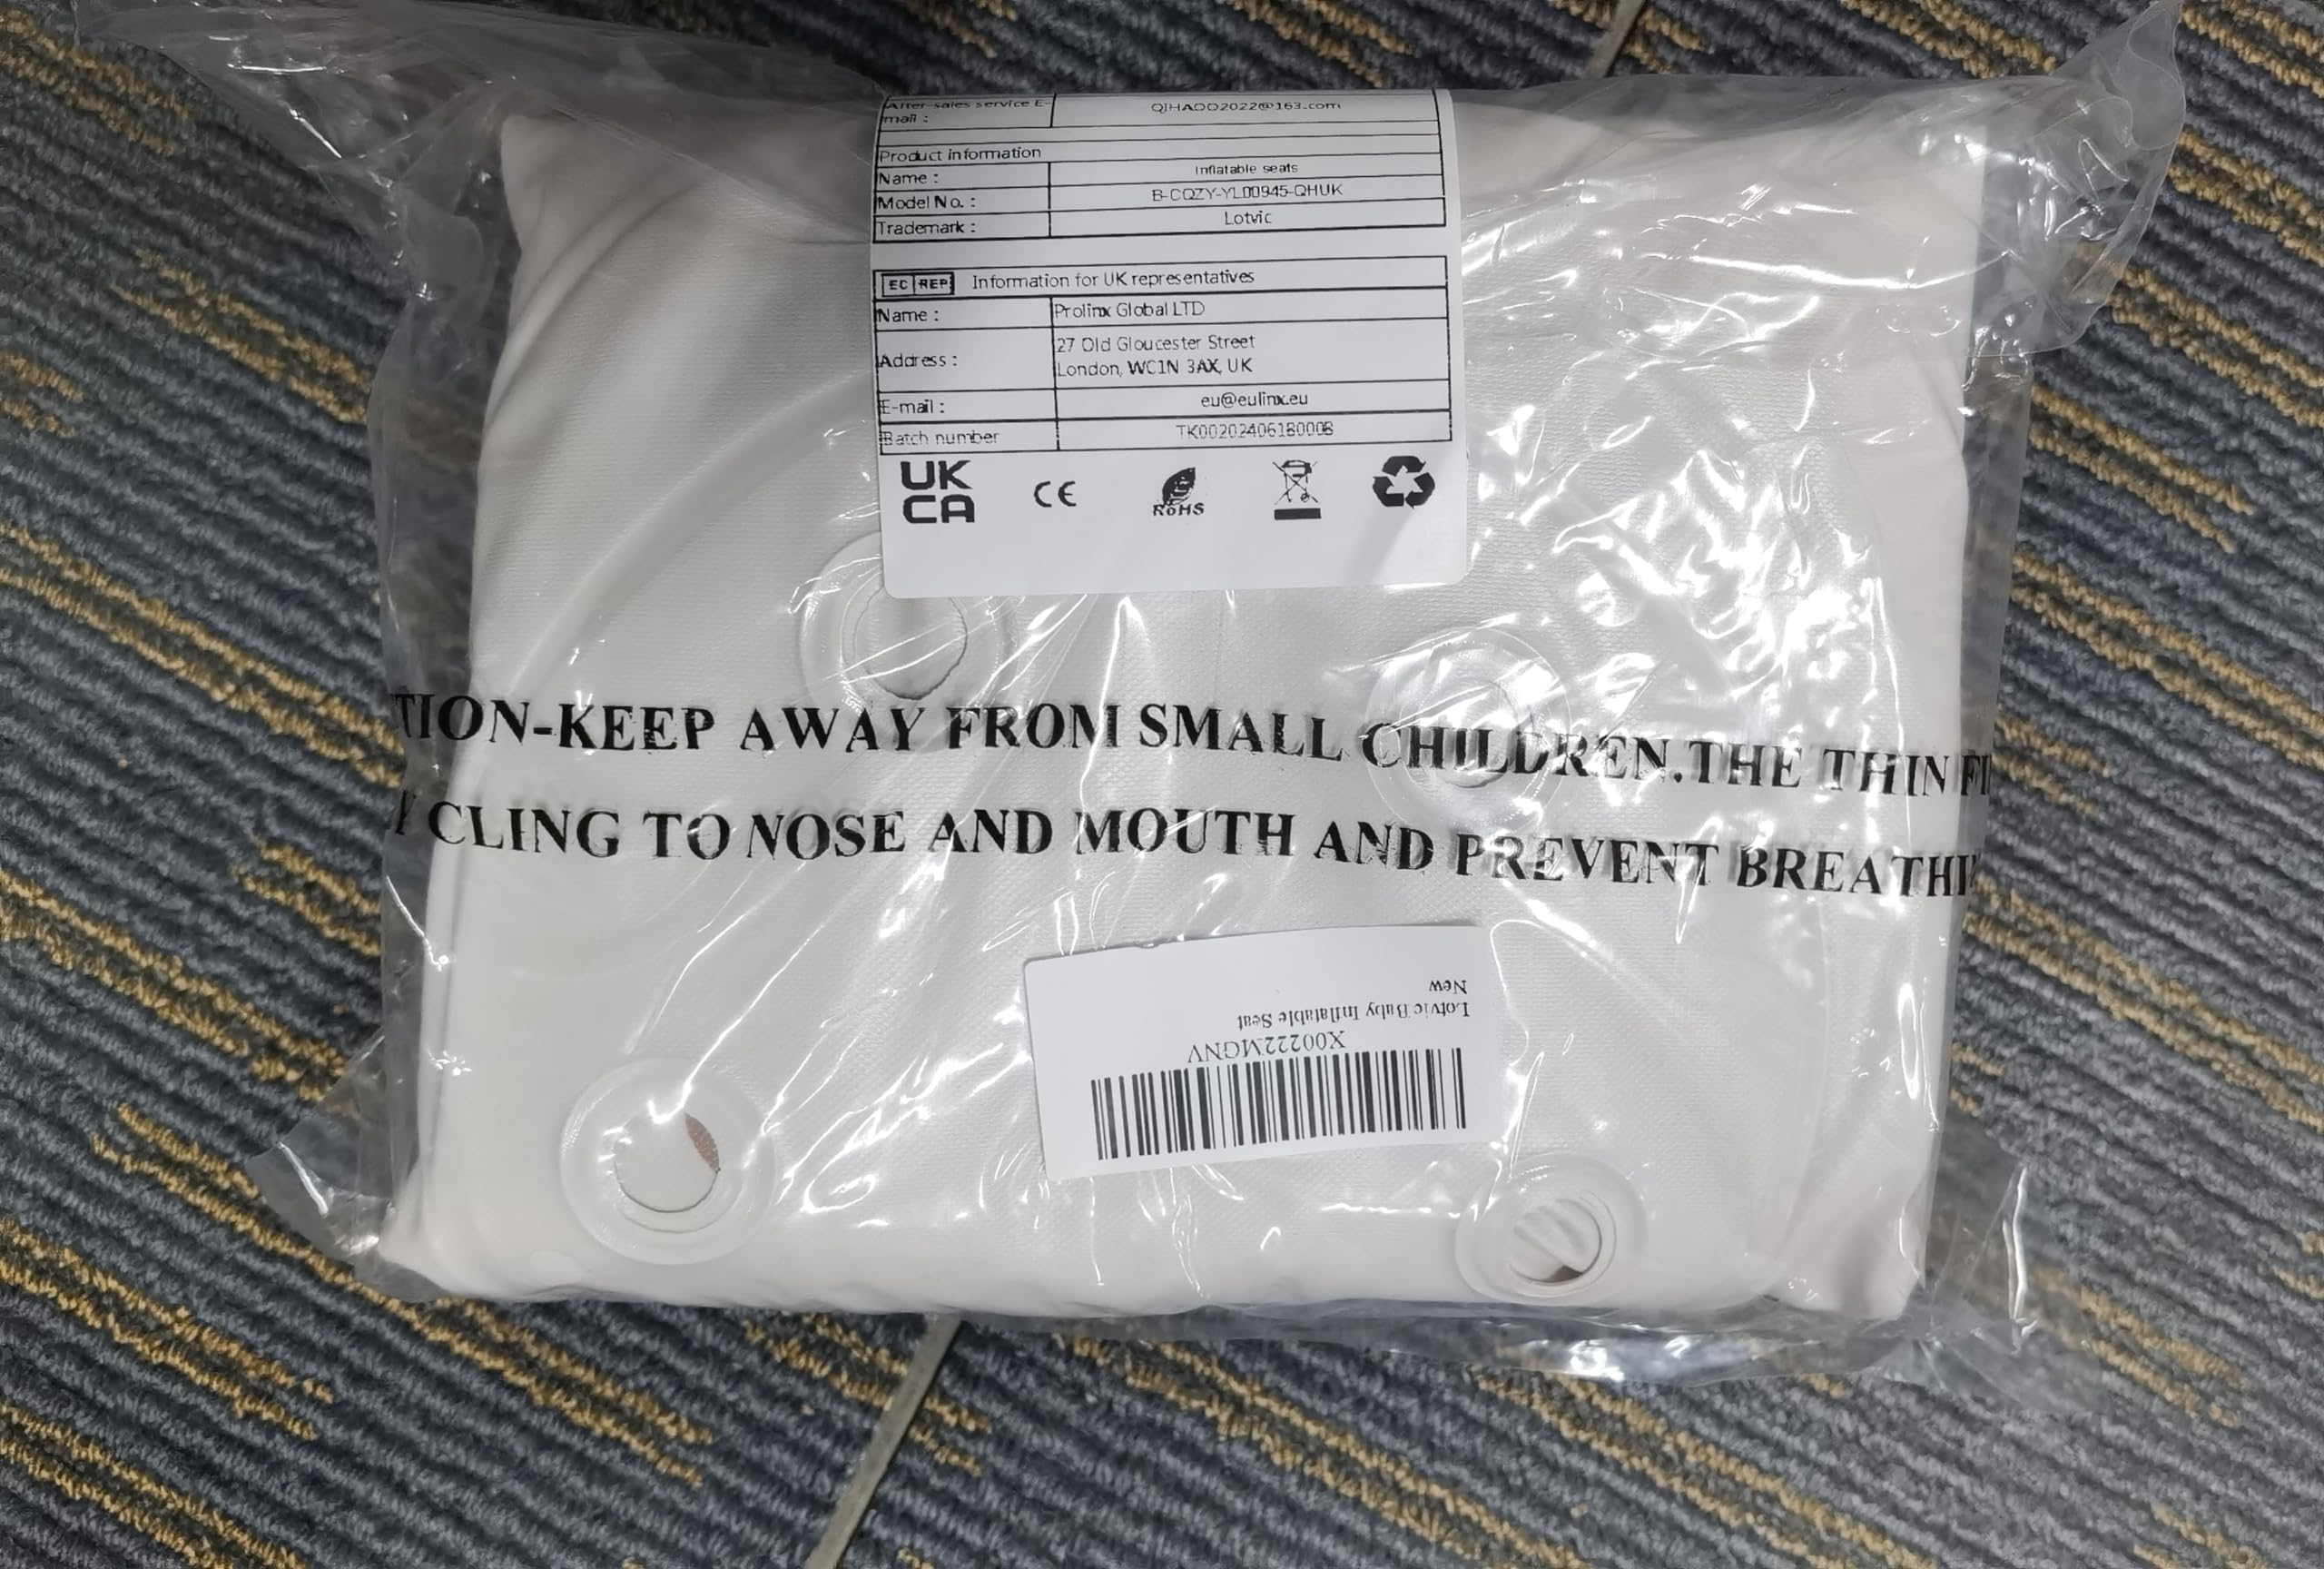 After-sales service E-
mail : QIHAOO2022@163.com
Product information
Name : Inflatable seats
Model No. : B-CQZY-YL00945-QHUK
Trademark : Lotvic
EC REP Information for UK representatives
Name : Prolinx Global LTD
Address : 27 Old Gloucester Street
London, WC1N 3AX, UK
E-mail : eu@eulinx.eu
Batch number TK00202406180008
UK
CA
CE
RoHS
TION-KEEP AWAY FROM SMALL CHILDREN.THE THIN FI
Y CLING TO NOSE AND MOUTH AND PREVENT BREATHI
X00222MGNV
Lotvic Baby Inflatable Seat
New